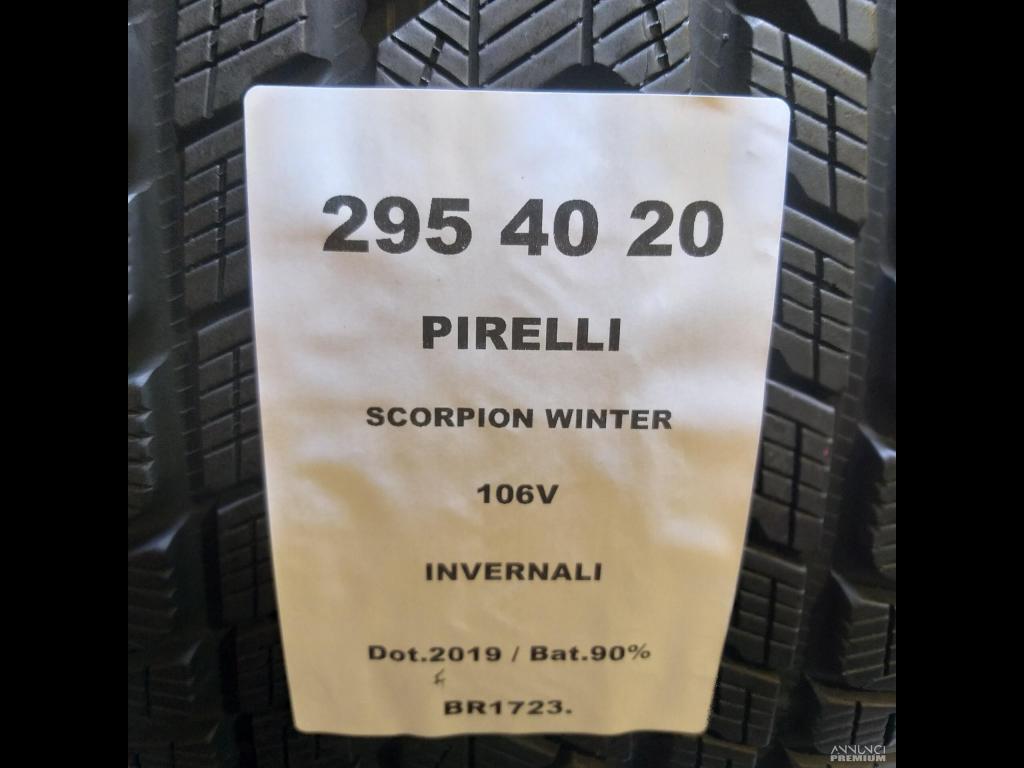 295 40 20
PIRELLI
SCORPION WINTER
106V
INVERNALI
Dot.2019 / Bat.90%
BR1723.
ANNUNCI
PREMIUM